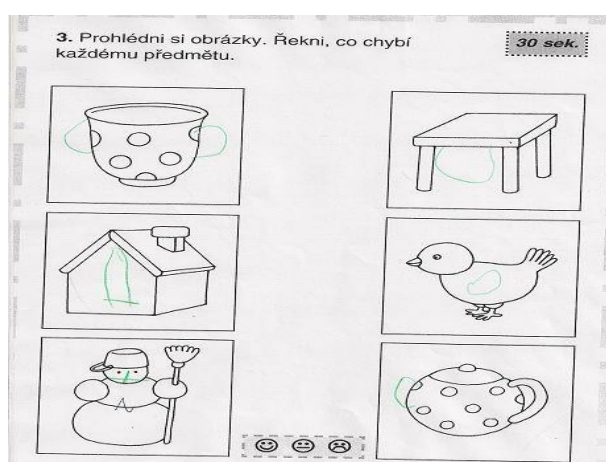 3. Prohlédni si obrázky. Řekni, co chybí
každému předmětu.
30 sek.